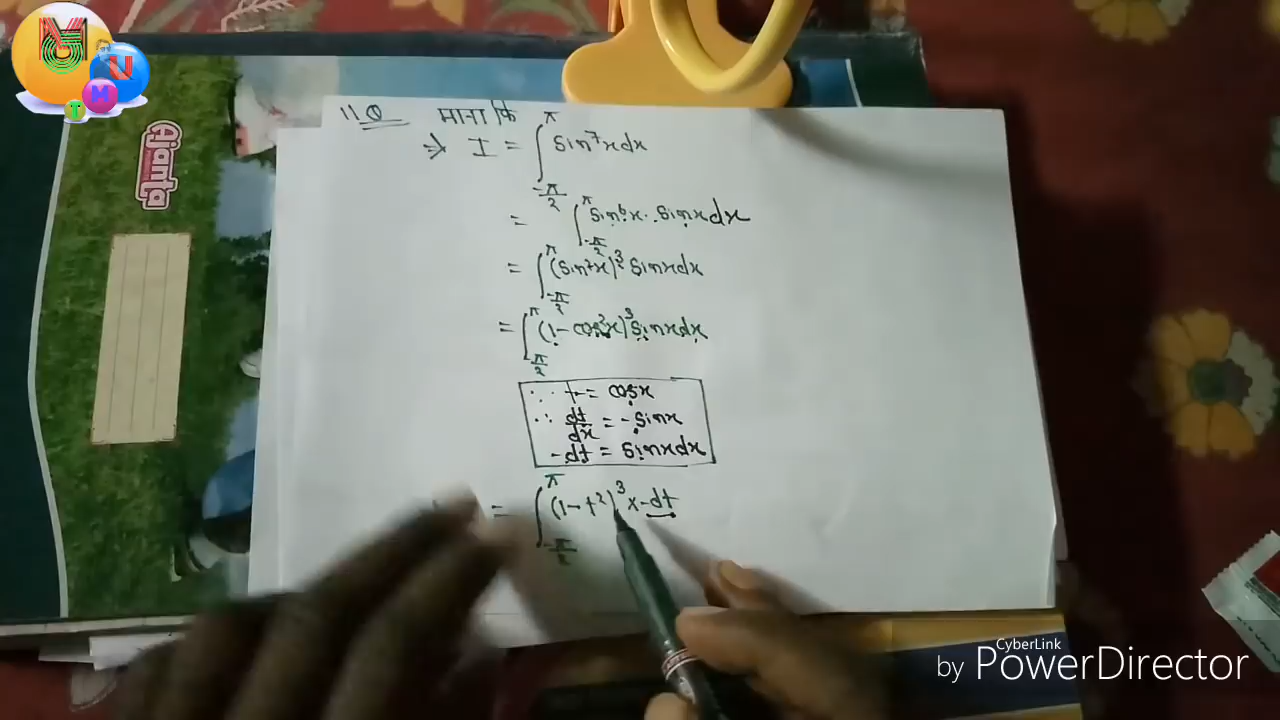 MG
U
T
M
Ajanta
11 Q माना कि
⇒ I = ∫_{-π/2}^{π} sin⁷x dx
= ∫_{-π/2}^{π} sin⁶x · sinx dx
= ∫_{-π/2}^{π} (sin²x)³ sinx dx
= ∫_{π/2}^{π} (1 - cos²x)³ sinx dx
∵ t = cosx
∴ dt/dx = - sinx
- dt = sinx dx
= ∫_{-π/2}^{π} (1 - t²)³ x - dt
CyberLink
by PowerDirector